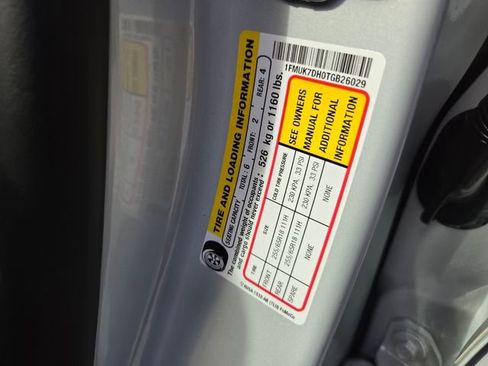 TIRE AND LOADING INFORMATION
SEATING CAPACITY TOTAL: 6 FRONT: 2 REAR: 4
The combined weight of occupants and cargo should never exceed: 526 kg or 1160 lbs.
TIRE SIZE COLD TIRE PRESSURE
FRONT 255/65R18 111H 230 KPA, 33 PSI
REAR 255/65R18 111H 230 KPA, 33 PSI
SPARE NONE NONE
SEE OWNERS
MANUAL FOR
ADDITIONAL
INFORMATION
1FMUK7DH0TGB26029